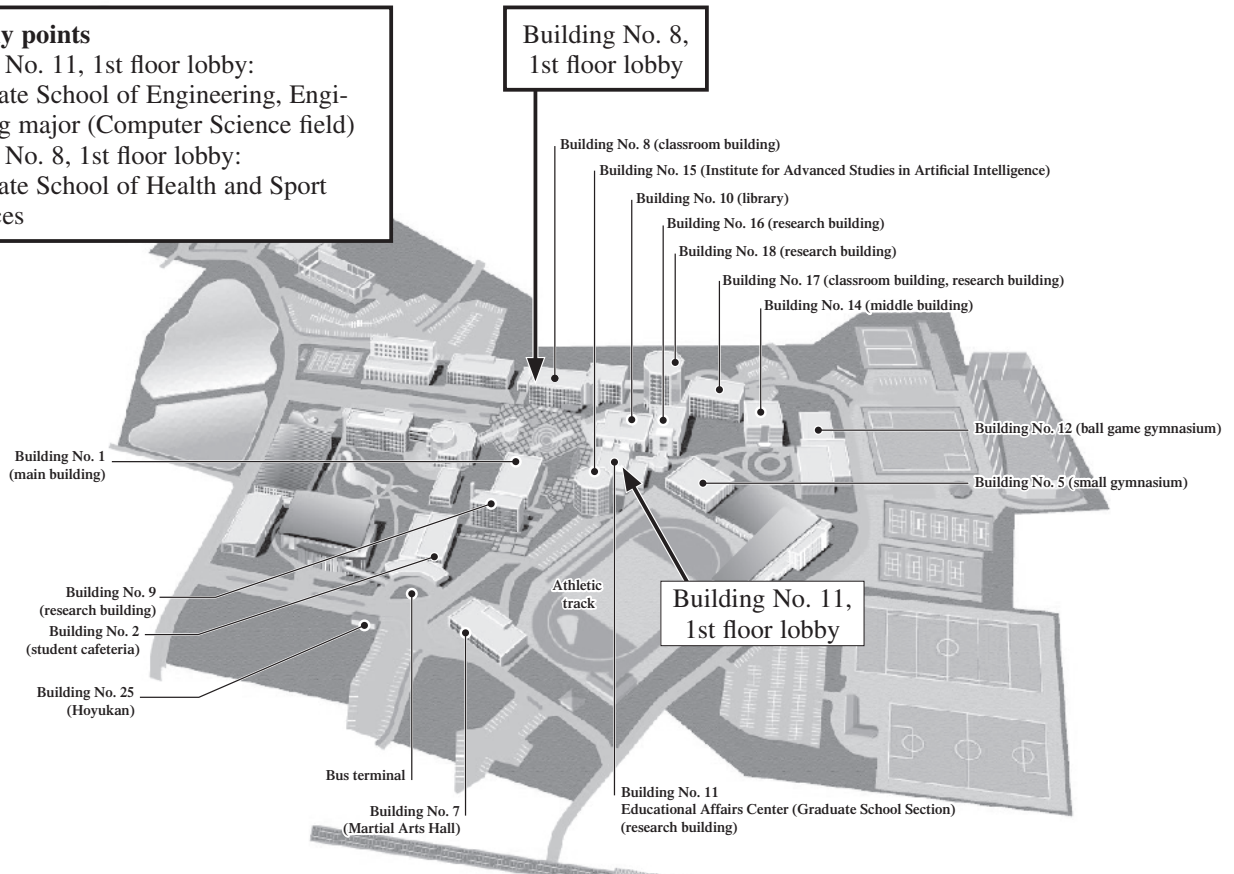 y points
No. 11, 1st floor lobby:
ate School of Engineering, Engi-
g major (Computer Science field)
No. 8, 1st floor lobby:
ate School of Health and Sport
ces
Building No. 8,
1st floor lobby
Building No. 8 (classroom building)
Building No. 15 (Institute for Advanced Studies in Artificial Intelligence)
Building No. 10 (library)
Building No. 16 (research building)
Building No. 18 (research building)
Building No. 17 (classroom building, research building)
Building No. 14 (middle building)
Building No. 12 (ball game gymnasium)
Building No. 5 (small gymnasium)
Building No. 1
(main building)
Building No. 9
(research building)
Building No. 2
(student cafeteria)
Building No. 25
(Hoyukan)
Athletic
track
Building No. 11,
1st floor lobby
Bus terminal
Building No. 7
(Martial Arts Hall)
Building No. 11
Educational Affairs Center (Graduate School Section)
(research building)